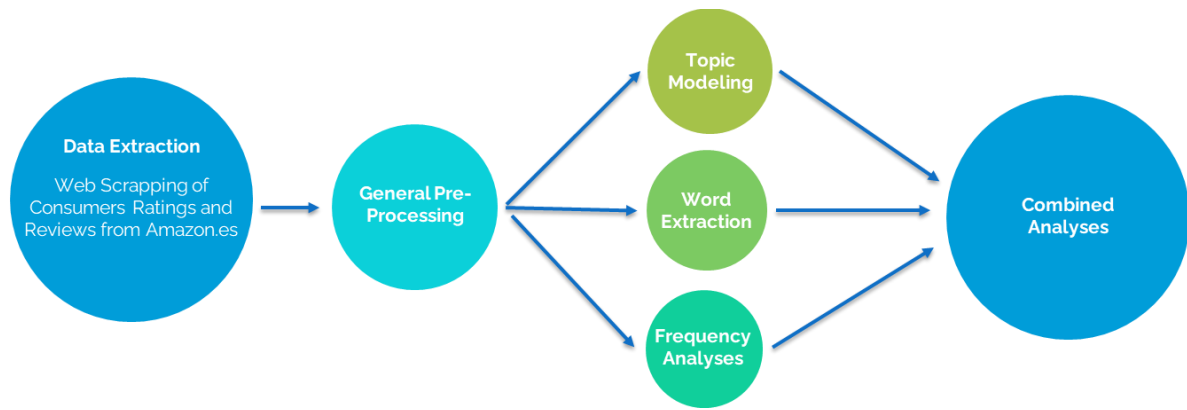 Data Extraction
Web Scrapping of
Consumers Ratings and
Reviews from Amazon.es
General Pre-
Processing
Topic
Modeling
Word
Extraction
Frequency
Analyses
Combined
Analyses